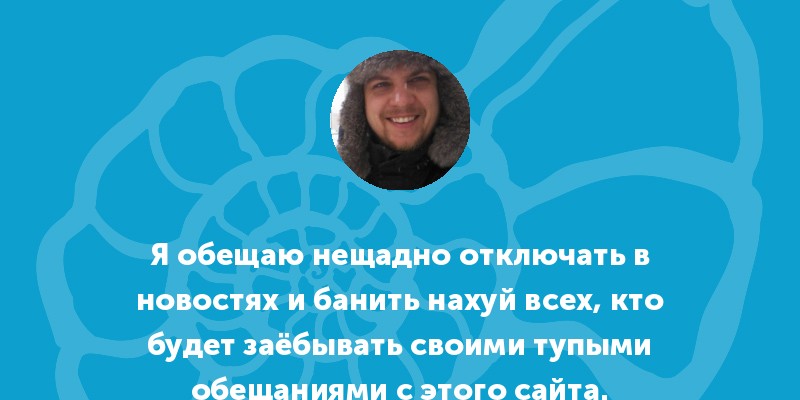 Я обещаю нещадно отключать в
новостях и банить нахуй всех, кто
будет заёбывать своими тупыми
обещаниями с этого сайта.